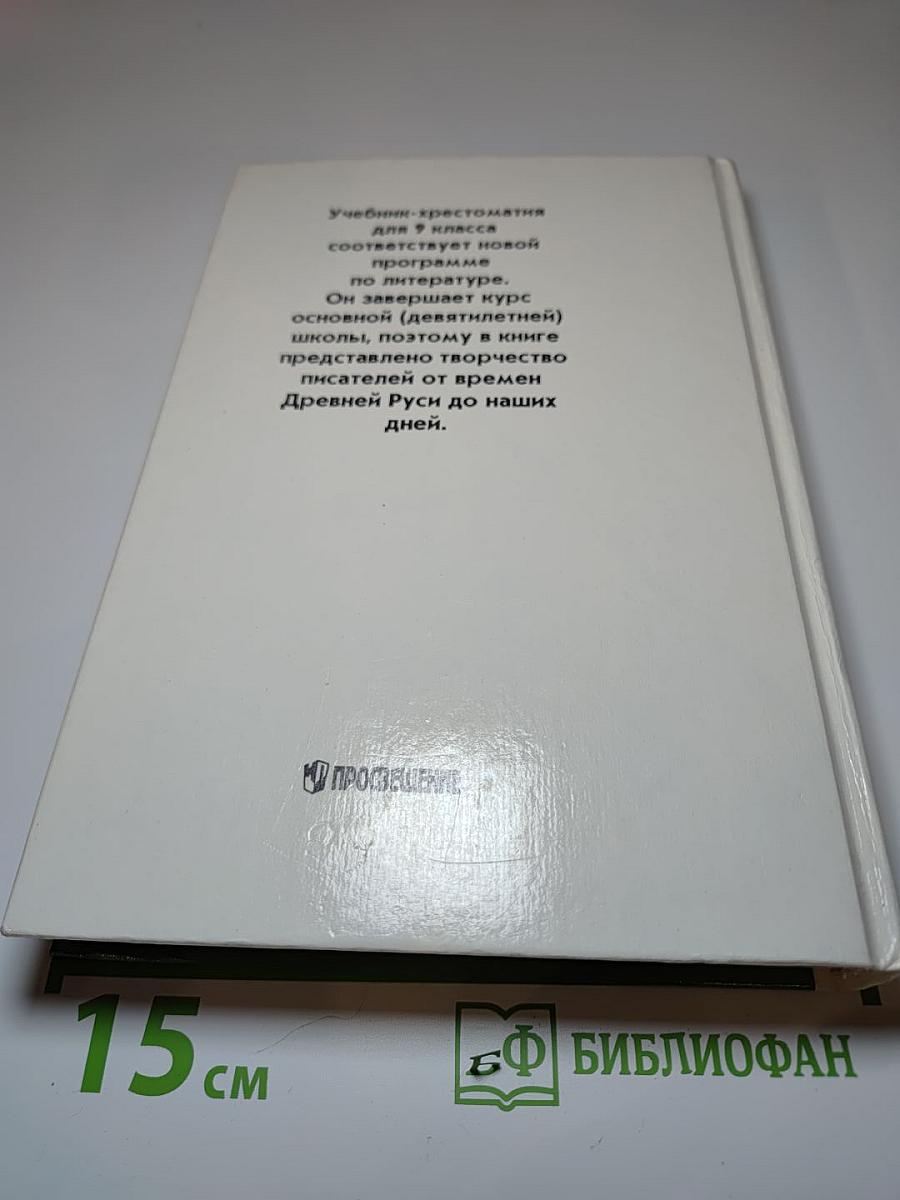 Учебник-хрестоматия
для 9 класса
соответствует новой
программе
по литературе.
Он завершает курс
основной (девятилетней)
школы, поэтому в книге
представлено творчество
писателей от времен
Древней Руси до наших
дней.
ПРОСВЕЩЕНИЕ
15 см
БФ БИБЛИОФАН